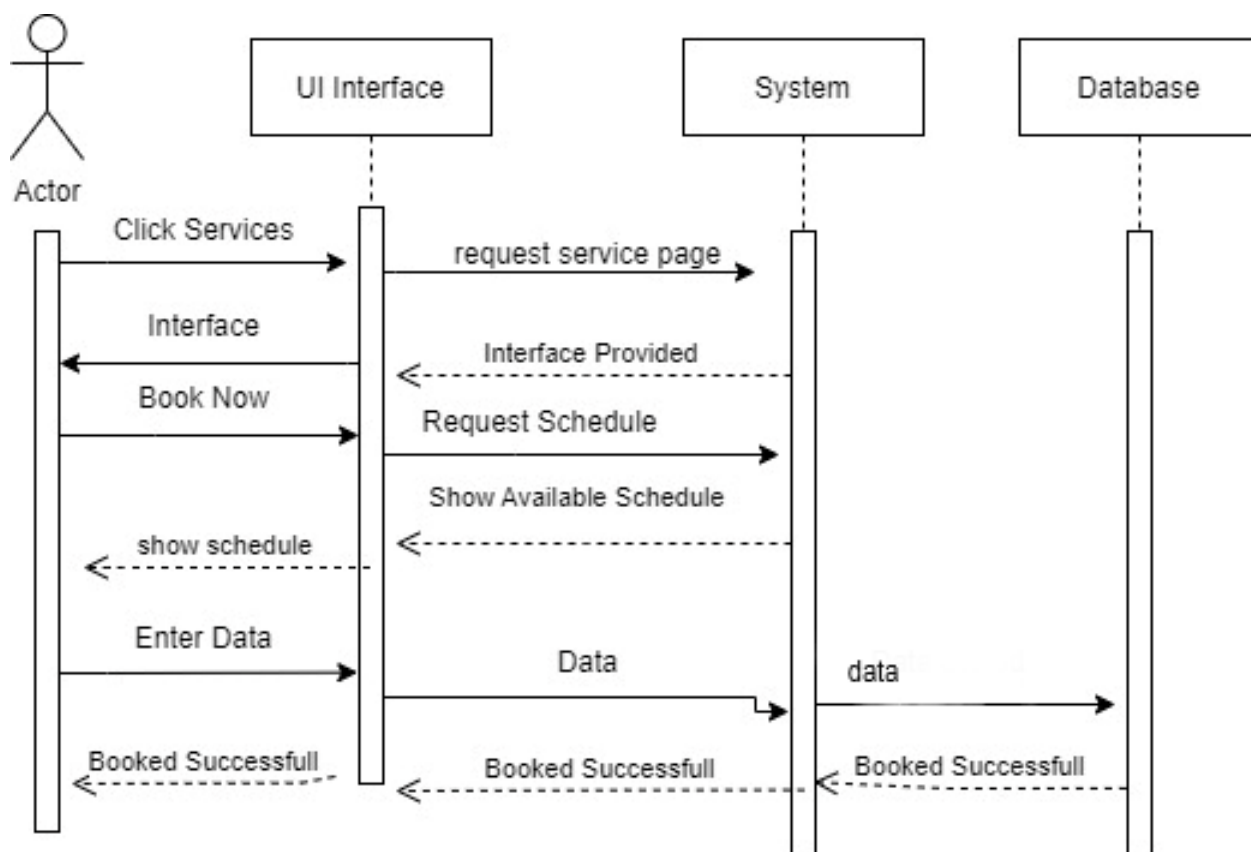 UI Interface
System
Database
Actor
Click Services
request service page
Interface
Interface Provided
Book Now
Request Schedule
Show Available Schedule
show schedule
Enter Data
Data
data
Booked Successfull
Booked Successfull
Booked Successfull